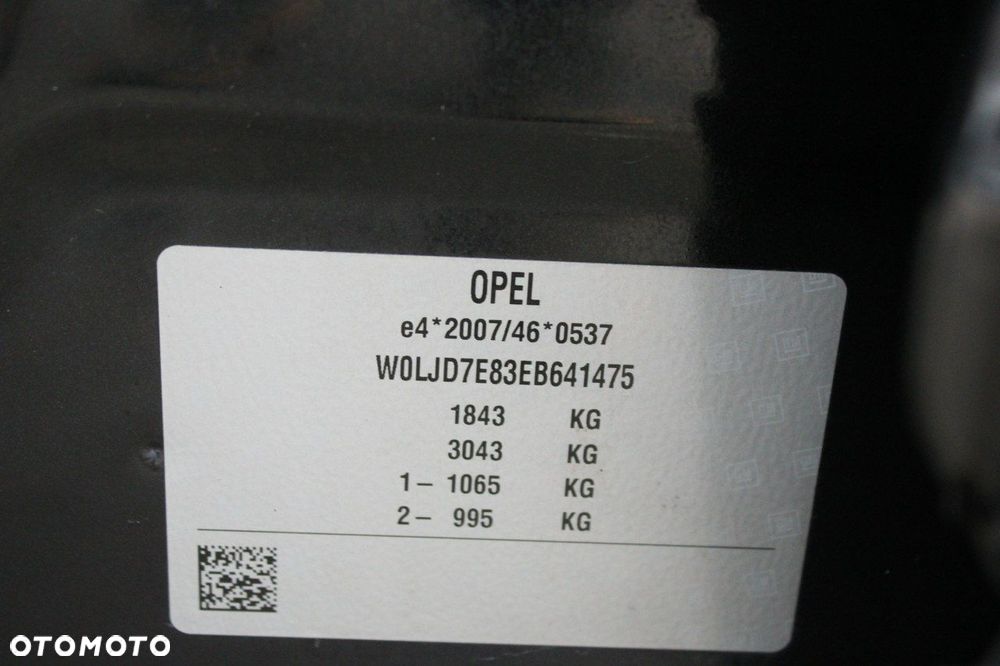 OPEL
e4*2007/46*0537
W0LJD7E83EB641475
1843 KG
3043 KG
1– 1065 KG
2– 995 KG
OTOMOTO